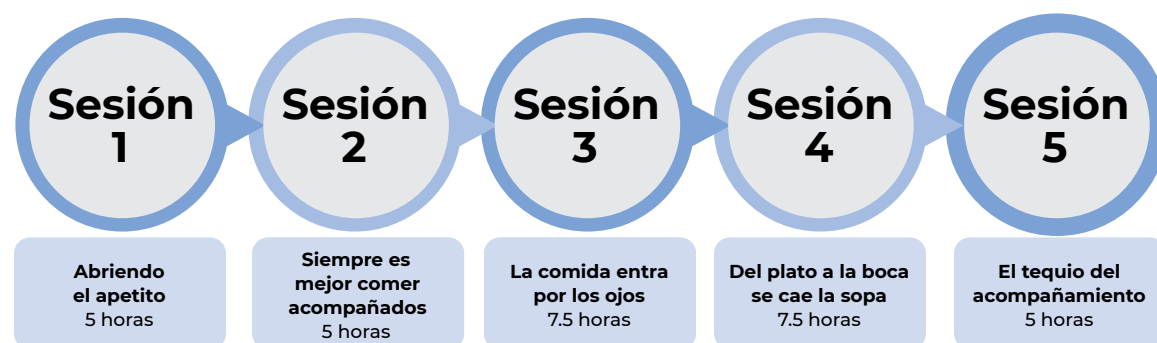 Sesión
1
Sesión
2
Sesión
3
Sesión
4
Sesión
5
Abriendo
el apetito
5 horas
Siempre es
mejor comer
acompañados
5 horas
La comida entra
por los ojos
7.5 horas
Del plato a la boca
se cae la sopa
7.5 horas
El tequio del
acompañamiento
5 horas